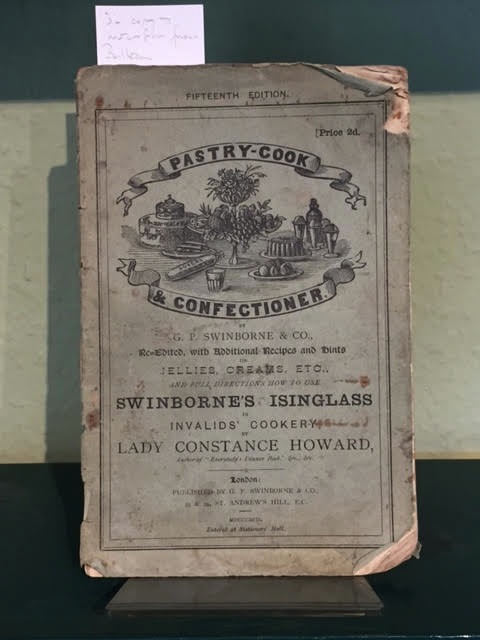 FIFTEENTH EDITION.
[Price 2d.
PASTRY-COOK
& CONFECTIONER.
BY
G. P. SWINBORNE & CO.,
Re-Edited, with Additional Recipes and Hints
ON
JELLIES, CREAMS, ETC.,
AND FULL DIRECTIONS HOW TO USE
SWINBORNE'S ISINGLASS
IN
INVALIDS' COOKERY
BY
LADY CONSTANCE HOWARD,
Author of "Everybody's Dinner Book," &c., &c.
London:
PUBLISHED BY G. P. SWINBORNE & CO.,
ST. ANDREW'S HILL, E.C.
Entered at Stationers' Hall.